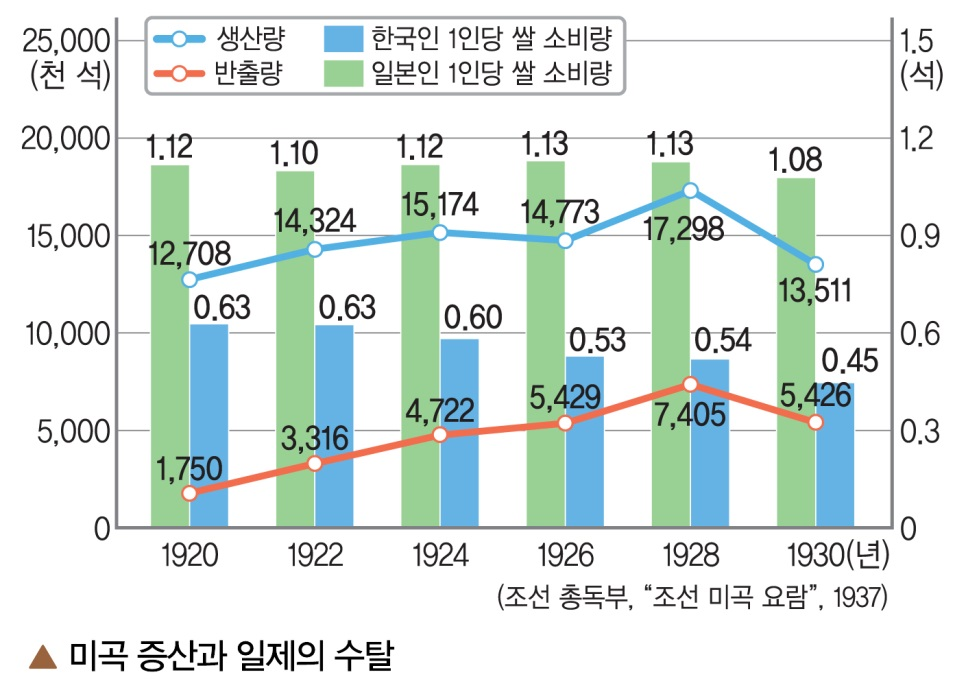 25,000
(천 석)
20,000
15,000
10,000
5,000
0
생산량
반출량
한국인 1인당 쌀 소비량
일본인 1인당 쌀 소비량
1.5
(석)
1.2
0.9
0.6
0.3
0
1.12 1.10 1.12 1.13 1.13 1.08
12,708 14,324 15,174 14,773 17,298 13,511
0.63 0.63 0.60 0.53 0.54 0.45
1,750 3,316 4,722 5,429 7,405 5,426
1920 1922 1924 1926 1928 1930(년)
(조선 총독부, “조선 미곡 요람”, 1937)
▲ 미곡 증산과 일제의 수탈